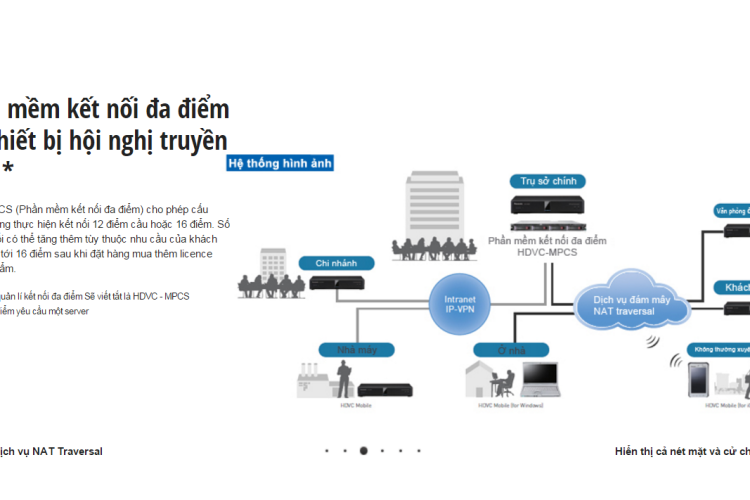 mềm kết nối đa điểm
hiết bị hội nghị truyền
*
CS (Phần mềm kết nối đa điểm) cho phép cấu
ng thực hiện kết nối 12 điểm cầu hoặc 16 điểm. Số
i có thể tăng thêm tùy thuộc nhu cầu của khách
tới 16 điểm sau khi đặt hàng mua thêm licence
ẩm.
quản lí kết nối đa điểm Sẽ viết tắt là HDVC - MPCS
iểm yêu cầu một server
Hệ thống hình ảnh
Trụ sở chính
Phần mềm kết nối đa điểm
HDVC-MPCS
Văn phòng
Chi nhánh
Intranet
IP-VPN
Dịch vụ đám mây
NAT traversal
Khách
Nhà máy
Ở nhà
Không thường xuyê
HDVC Mobile
HDVC Mobile (for Windows)
HDVC Mobile (for
ịch vụ NAT Traversal
Hiển thị cả nét mặt và cử ch